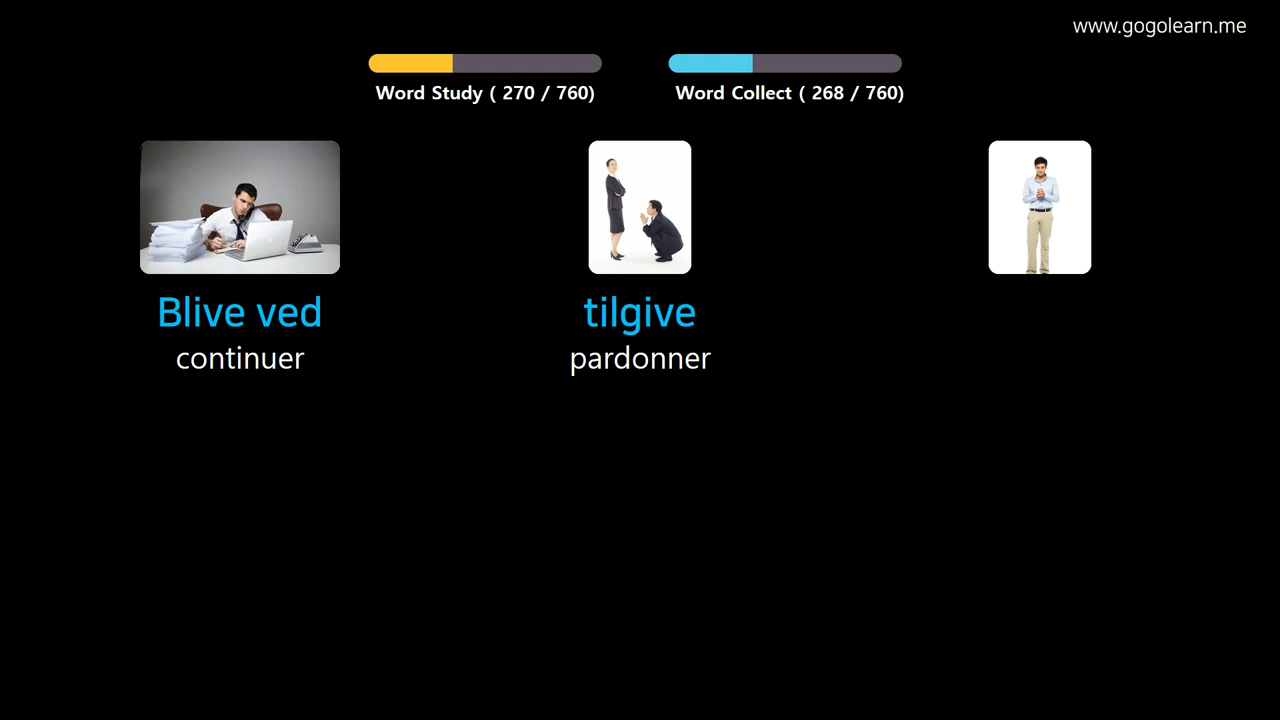 www.gogolearn.me
Word Study ( 270 / 760)
Word Collect ( 268 / 760)
Blive ved
continuer
tilgive
pardonner